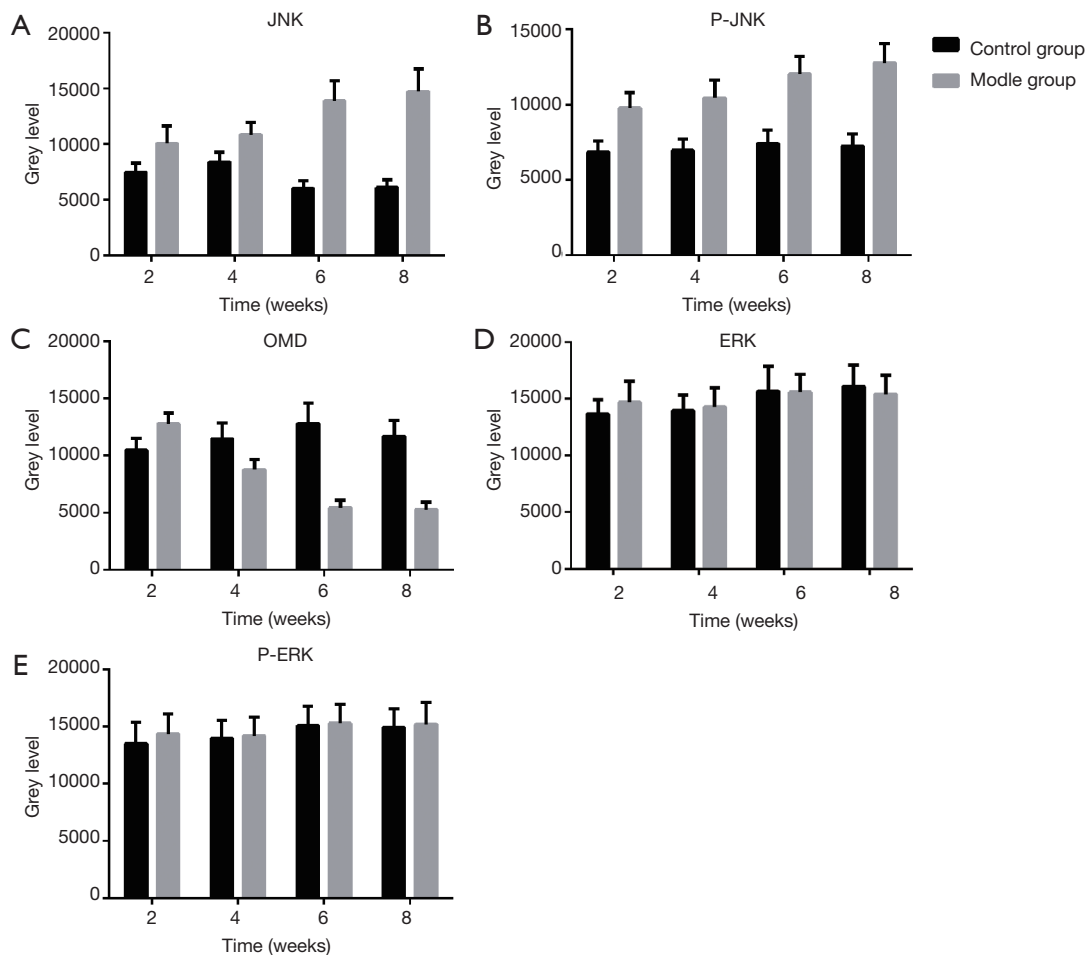 A
JNK
20000
15000
10000
5000
0
Grey level
2 4 6 8
Time (weeks)
B
P-JNK
15000
10000
5000
0
Grey level
2 4 6 8
Time (weeks)
Control group
Modle group
C
OMD
20000
15000
10000
5000
0
Grey level
2 4 6 8
Time (weeks)
D
ERK
20000
15000
10000
5000
0
Grey level
2 4 6 8
Time (weeks)
E
P-ERK
20000
15000
10000
5000
0
Grey level
2 4 6 8
Time (weeks)